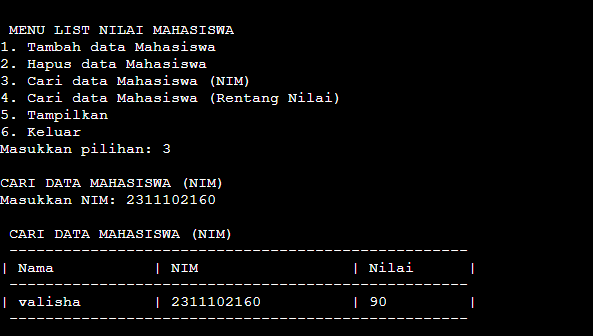 MENU LIST NILAI MAHASISWA
1. Tambah data Mahasiswa
2. Hapus data Mahasiswa
3. Cari data Mahasiswa (NIM)
4. Cari data Mahasiswa (Rentang Nilai)
5. Tampilkan
6. Keluar
Masukkan pilihan: 3
CARI DATA MAHASISWA (NIM)
Masukkan NIM: 2311102160
CARI DATA MAHASISWA (NIM)
---------------------------------------------------
| Nama | NIM | Nilai |
---------------------------------------------------
| valisha | 2311102160 | 90 |
---------------------------------------------------